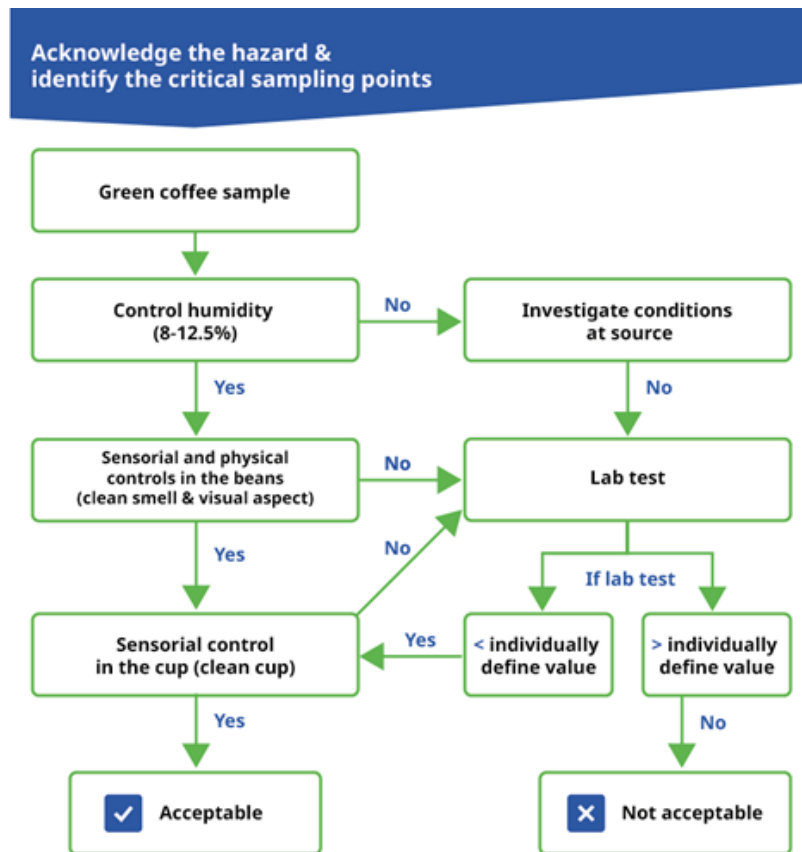 Acknowledge the hazard &
identify the critical sampling points
Green coffee sample
Control humidity
(8-12.5%)
No
Investigate conditions
at source
Yes
No
Sensorial and physical
controls in the beans
(clean smell & visual aspect)
No
Lab test
Yes
No
If lab test
Sensorial control
in the cup (clean cup)
Yes
< individually
define value
> individually
define value
Yes
No
Acceptable
Not acceptable